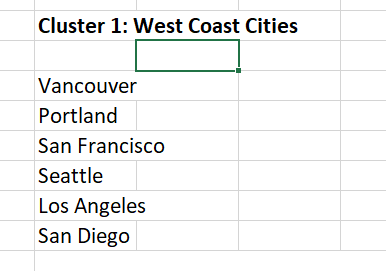 Cluster 1: West Coast Cities
Vancouver
Portland
San Francisco
Seattle
Los Angeles
San Diego